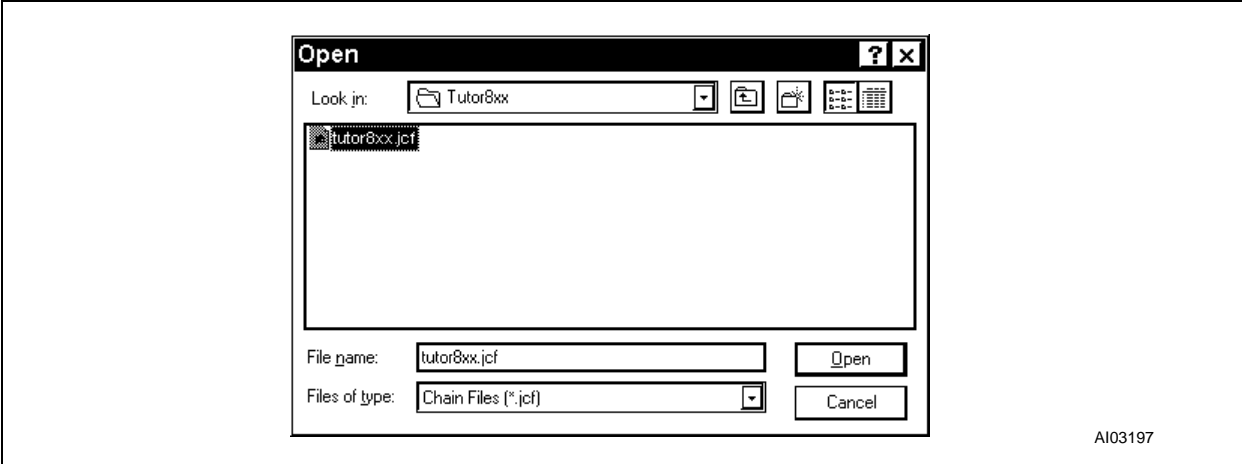 Open
Look in: Tutor8xx
tutor8xx.jcf
File name: tutor8xx.jcf Open
Files of type: Chain Files (*.jcf) Cancel
AI03197